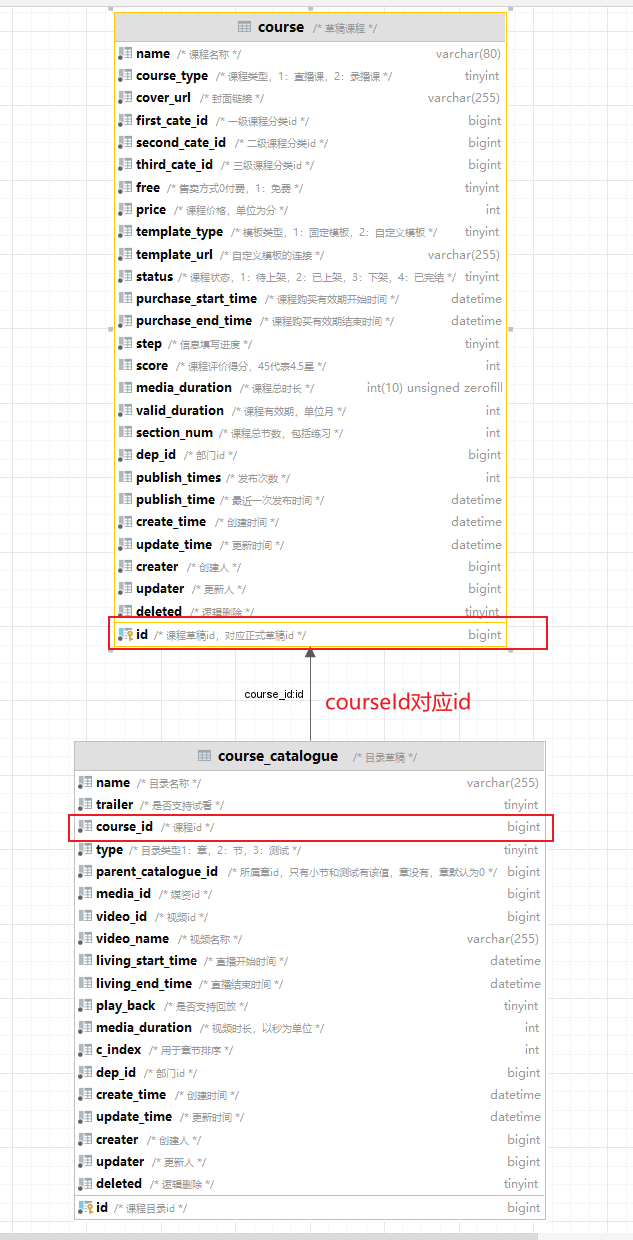 course /* 草稿课程 */
name /* 课程名称 */ varchar(80)
course_type /* 课程类型，1：直播课，2：录播课 */ tinyint
cover_url /* 封面链接 */ varchar(255)
first_cate_id /* 一级课程分类id */ bigint
second_cate_id /* 二级课程分类id */ bigint
third_cate_id /* 三级课程分类id */ bigint
free /* 售卖方式0付费，1：免费 */ tinyint
price /* 课程价格，单位为分 */ int
template_type /* 模板类型，1：固定模板，2：自定义模板 */ tinyint
template_url /* 自定义模板的连接 */ varchar(255)
status /* 课程状态，1：待上架，2：已上架，3：下架，4：已完结 */ tinyint
purchase_start_time /* 课程购买有效期开始时间 */ datetime
purchase_end_time /* 课程购买有效期结束时间 */ datetime
step /* 信息填写进度 */ tinyint
score /* 课程评价得分，45代表4.5星 */ int
media_duration /* 课程总时长 */ int(10) unsigned zerofill
valid_duration /* 课程有效期，单位月 */ int
section_num /* 课程总节数，包括练习 */ int
dep_id /* 部门id */ bigint
publish_times /* 发布次数 */ int
publish_time /* 最近一次发布时间 */ datetime
create_time /* 创建时间 */ datetime
update_time /* 更新时间 */ datetime
creater /* 创建人 */ bigint
updater /* 更新人 */ bigint
deleted /* 逻辑删除 */ tinyint
id /* 课程草稿id，对应正式草稿id */ bigint
course_id:id
courseId对应id
course_catalogue /* 目录草稿 */
name /* 目录名称 */ varchar(255)
trailer /* 是否支持试看 */ tinyint
course_id /* 课程id */ bigint
type /* 目录类型1：章，2：节，3：测试 */ tinyint
parent_catalogue_id /* 所属章id，只有小节和测试有该值，章没有，章默认为0 */ bigint
media_id /* 媒资id */ bigint
video_id /* 视频id */ bigint
video_name /* 视频名称 */ varchar(255)
living_start_time /* 直播开始时间 */ datetime
living_end_time /* 直播结束时间 */ datetime
play_back /* 是否支持回放 */ tinyint
media_duration /* 视频时长，以秒为单位 */ int
c_index /* 用于章节排序 */ int
dep_id /* 部门id */ bigint
create_time /* 创建时间 */ datetime
update_time /* 更新时间 */ datetime
creater /* 创建人 */ bigint
updater /* 更新人 */ bigint
deleted /* 逻辑删除 */ tinyint
id /* 课程目录id */ bigint